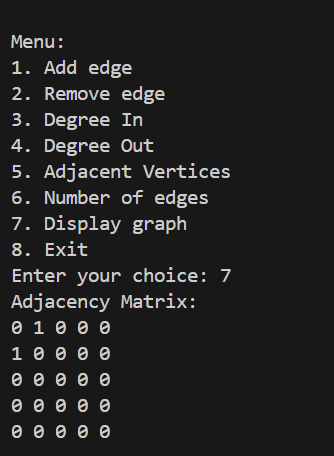 Menu:
1. Add edge
2. Remove edge
3. Degree In
4. Degree Out
5. Adjacent Vertices
6. Number of edges
7. Display graph
8. Exit
Enter your choice: 7
Adjacency Matrix:
0 1 0 0 0
1 0 0 0 0
0 0 0 0 0
0 0 0 0 0
0 0 0 0 0